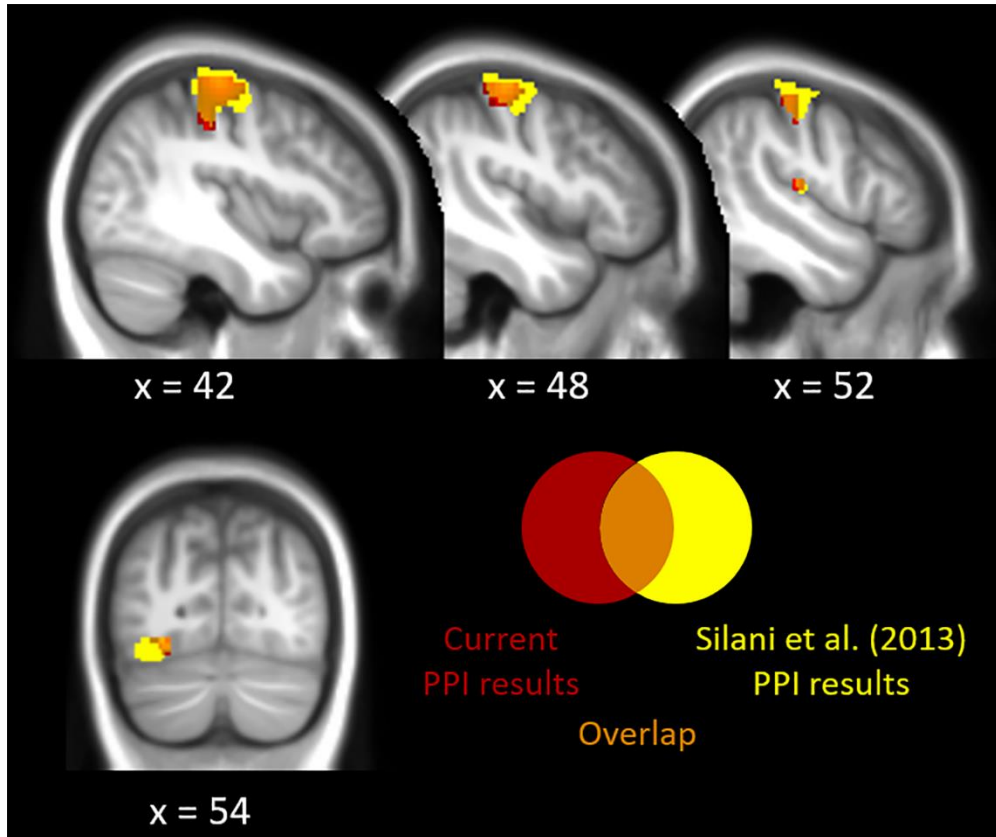 x = 42
x = 48
x = 52
Current
PPI results
Silani et al. (2013)
PPI results
Overlap
x = 54